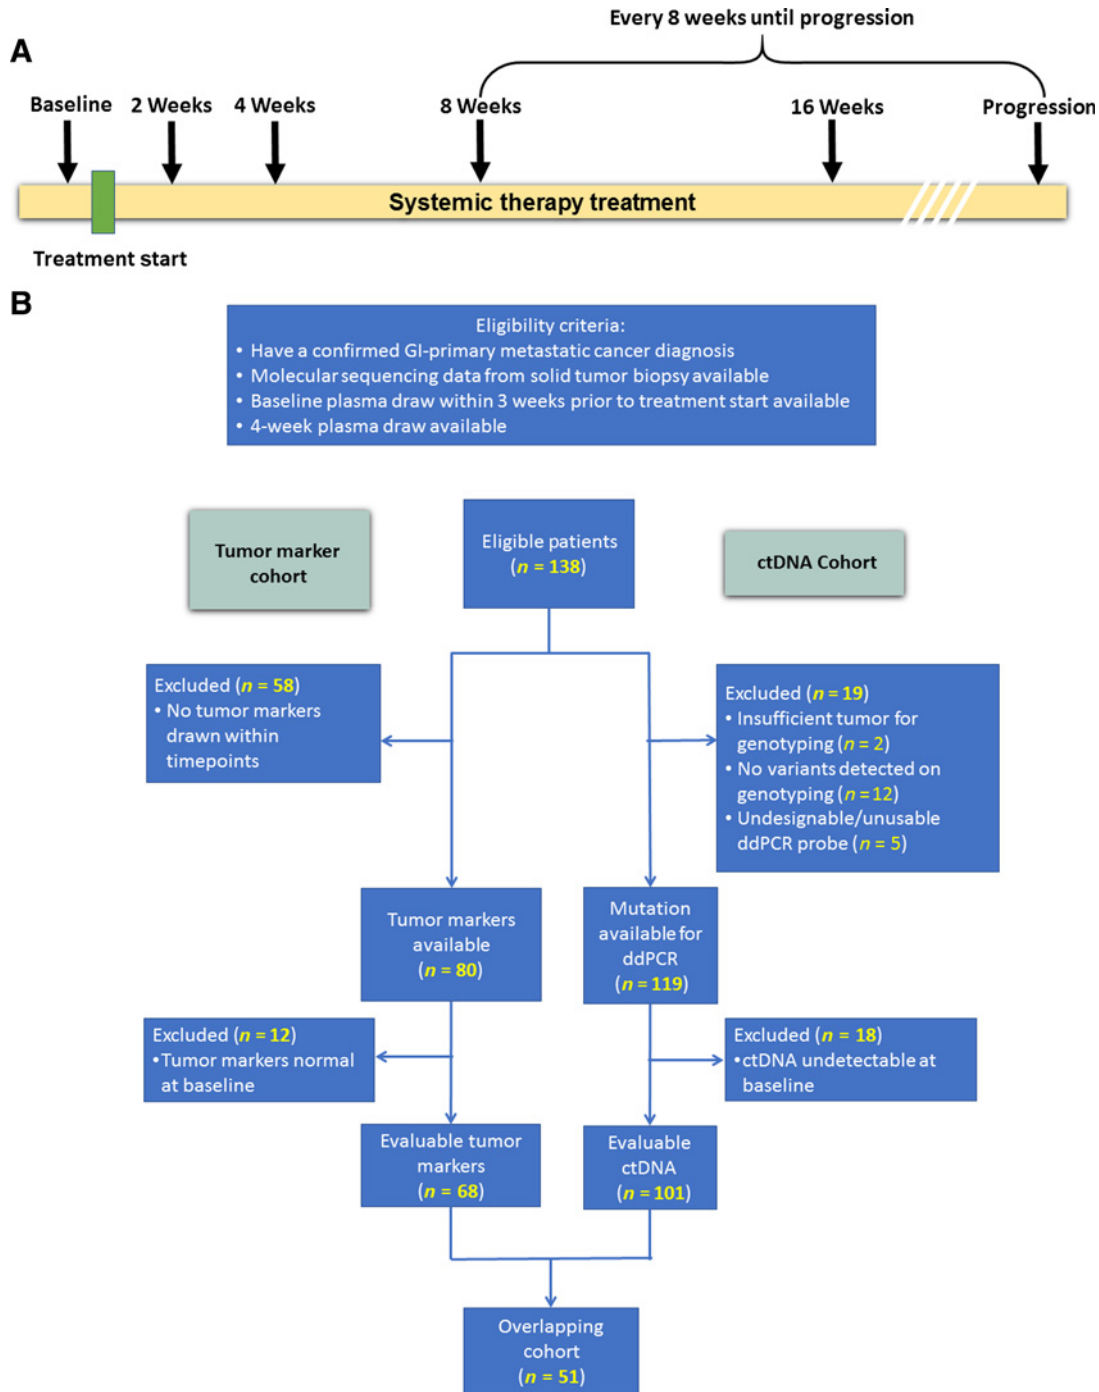 A
Every 8 weeks until progression
Baseline
2 Weeks
4 Weeks
8 Weeks
16 Weeks
Progression
Systemic therapy treatment
Treatment start
B
Eligibility criteria:
• Have a confirmed GI-primary metastatic cancer diagnosis
• Molecular sequencing data from solid tumor biopsy available
• Baseline plasma draw within 3 weeks prior to treatment start available
• 4-week plasma draw available
Tumor marker
cohort
Eligible patients
(n = 138)
ctDNA Cohort
Excluded (n = 58)
• No tumor markers
drawn within
timepoints
Excluded (n = 19)
• Insufficient tumor for
genotyping (n = 2)
• No variants detected on
genotyping (n = 12)
• Undesignable/unusable
ddPCR probe (n = 5)
Tumor markers
available
(n = 80)
Mutation
available for
ddPCR
(n = 119)
Excluded (n = 12)
•Tumor markers normal
at baseline
Excluded (n = 18)
•ctDNA undetectable at
baseline
Evaluable tumor
markers
(n = 68)
Evaluable
ctDNA
(n = 101)
Overlapping
cohort
(n = 51)